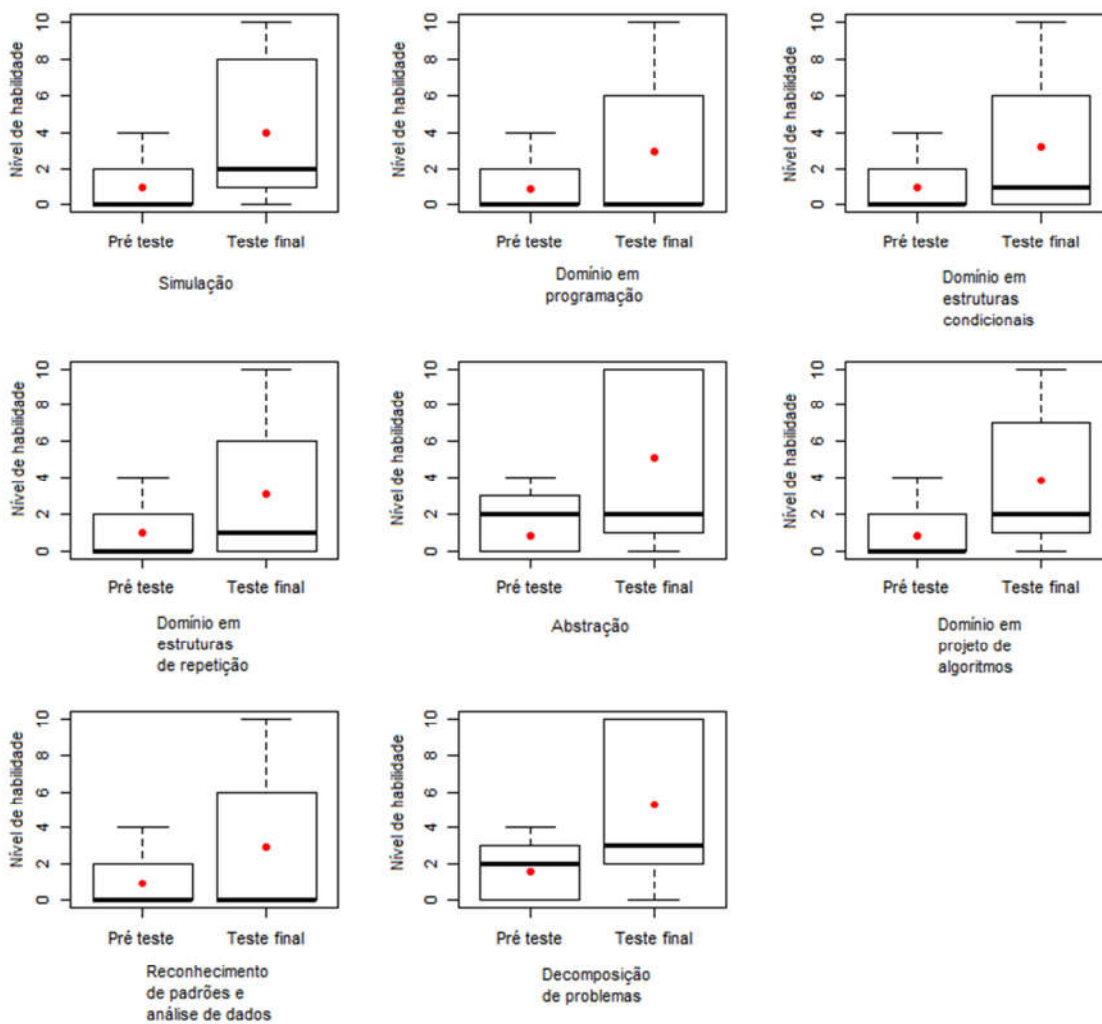 Nível de habilidade
10
8
6
4
2
0
Pré teste
Teste final
Simulação
Nível de habilidade
10
8
6
4
2
0
Pré teste
Teste final
Domínio em
programação
Nível de habilidade
10
8
6
4
2
0
Pré teste
Teste final
Domínio em
estruturas
condicionais
Nível de habilidade
10
8
6
4
2
0
Pré teste
Teste final
Domínio em
estruturas
de repetição
Nível de habilidade
10
8
6
4
2
0
Pré teste
Teste final
Abstração
Nível de habilidade
10
8
6
4
2
0
Pré teste
Teste final
Domínio em
projeto de
algoritmos
Nível de habilidade
10
8
6
4
2
0
Pré teste
Teste final
Reconhecimento
de padrões e
análise de dados
Nível de habilidade
10
8
6
4
2
0
Pré teste
Teste final
Decomposição
de problemas